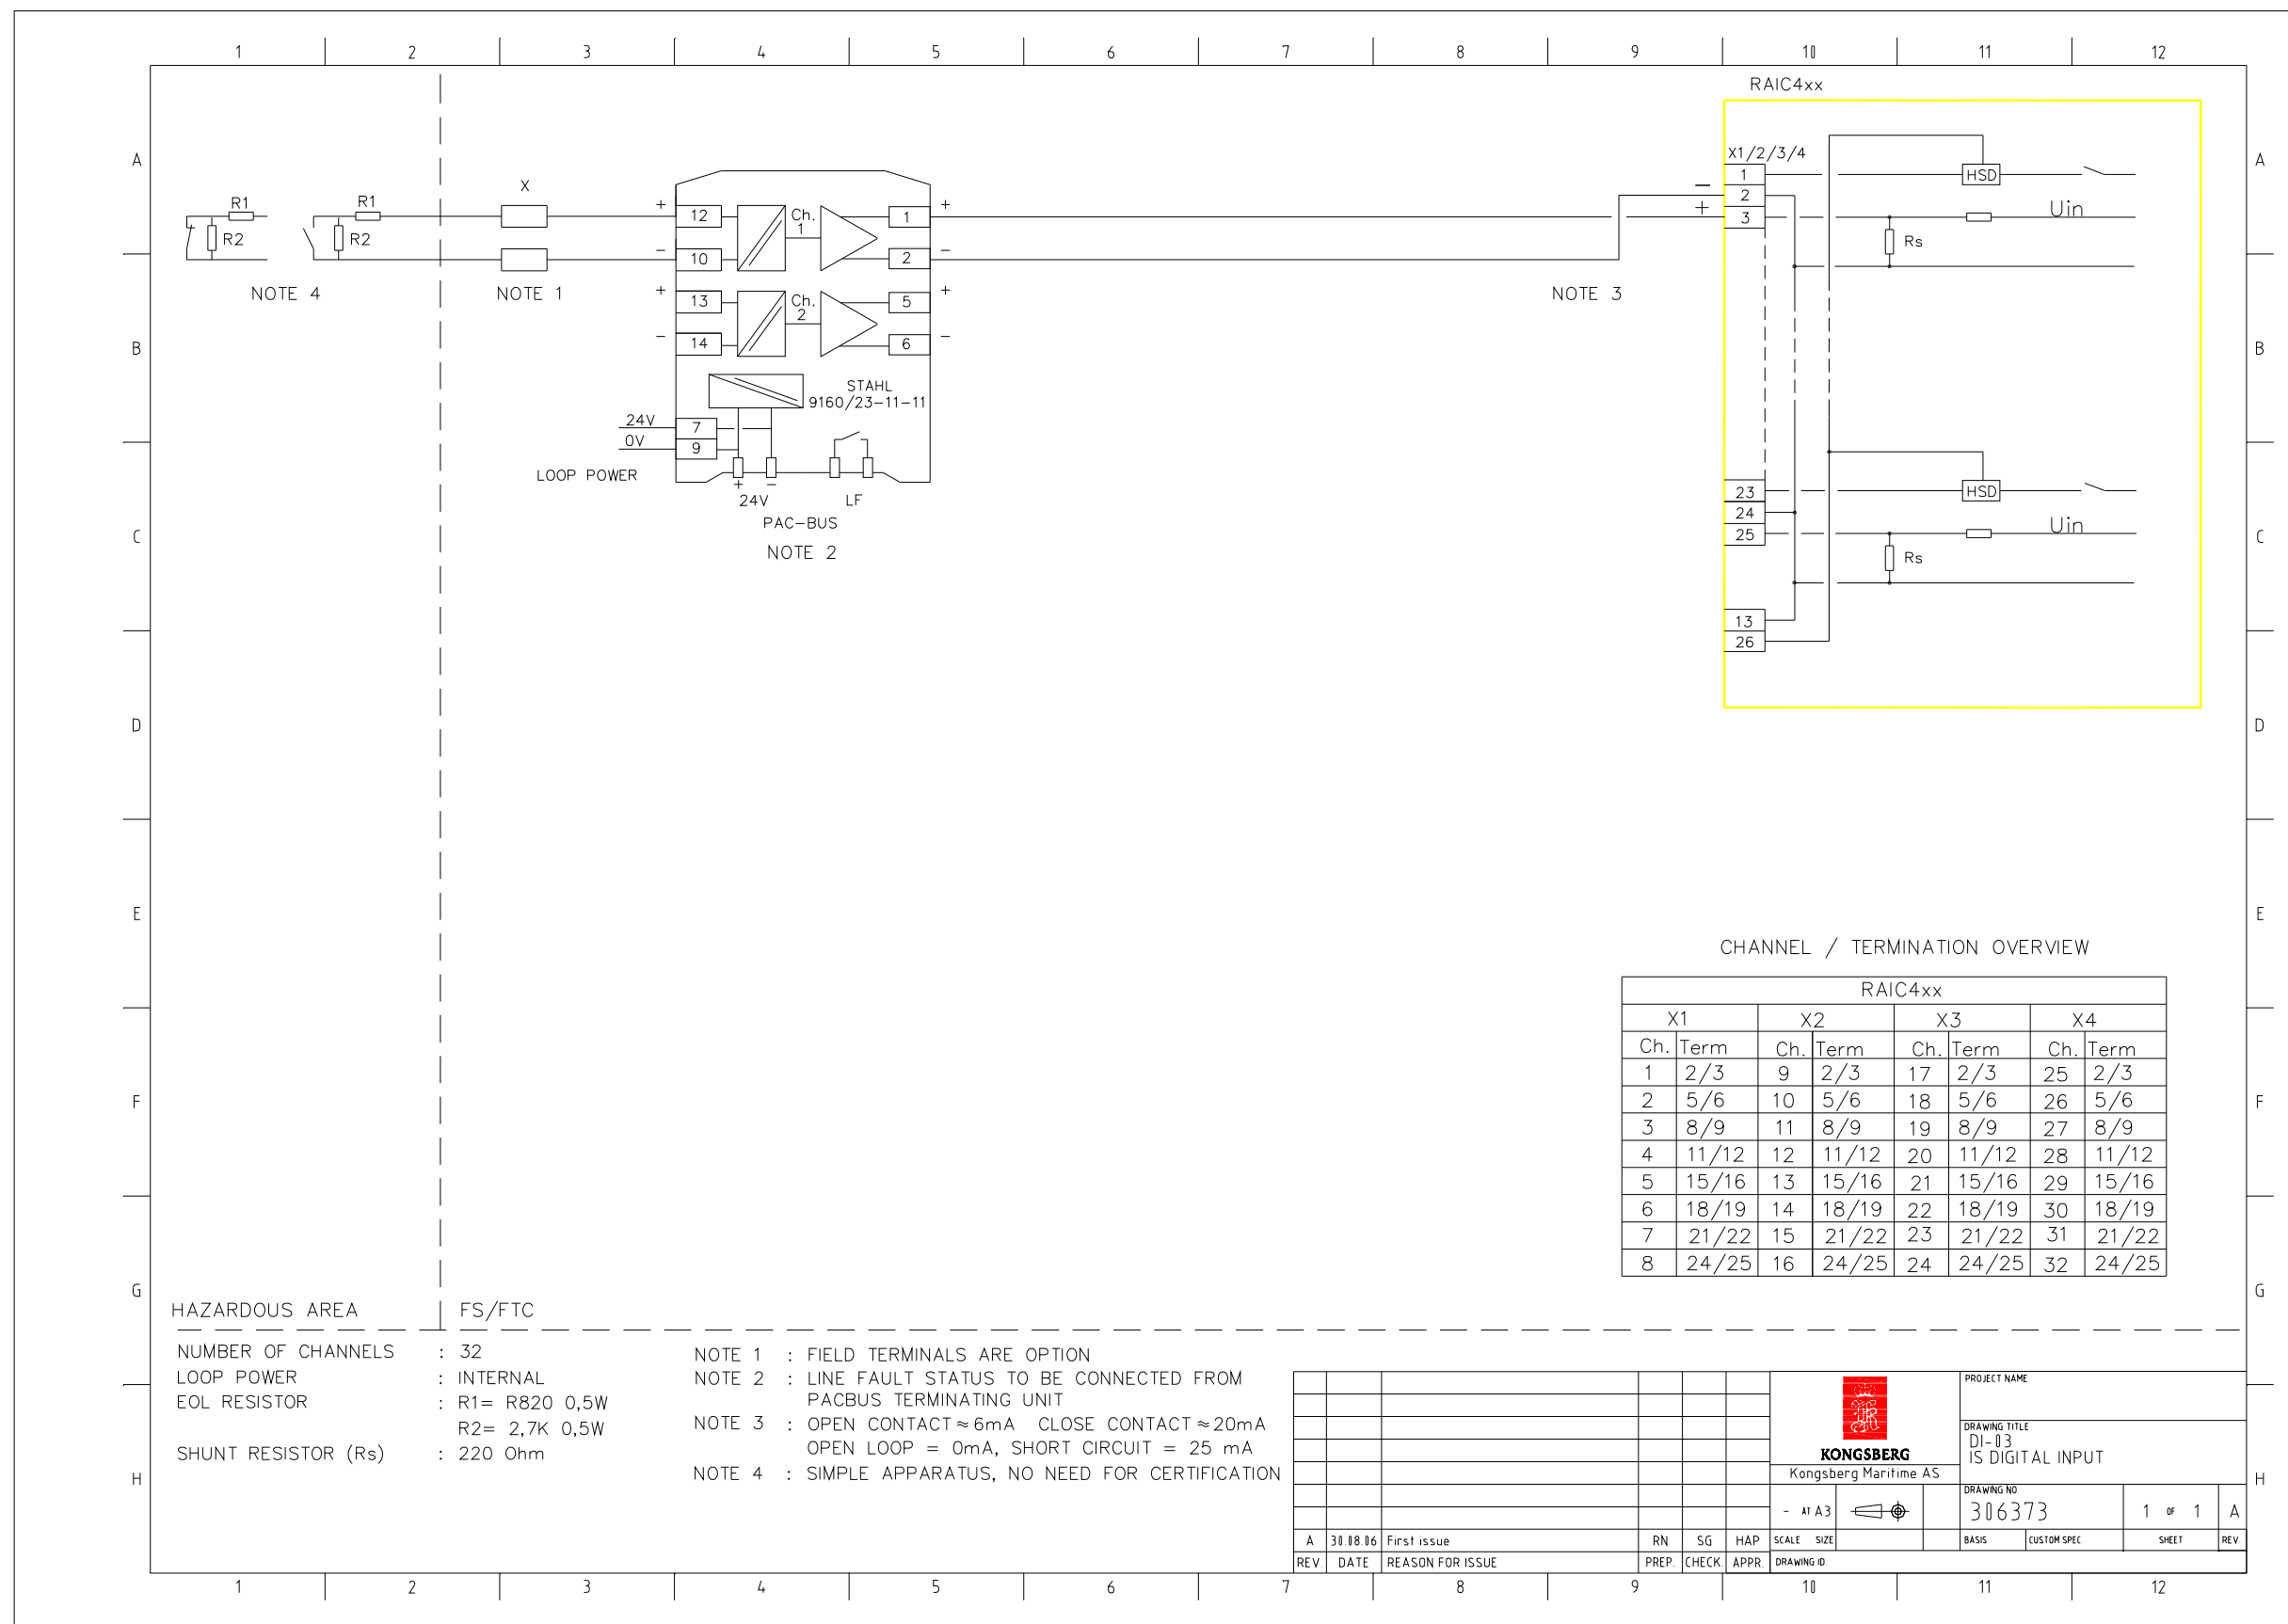 1 2 3 4 5 6 7 8 9 10 11 12
RAIC4xx
A A
X1/2/3/4
1 HSD
2
3 Uin
Rs
R1 R1 X
R2 R2
NOTE 4 NOTE 1 NOTE 3
+ 12 Ch. 1 1 +
− 10 2 −
+ 13 Ch. 2 5 +
− 14 6 −
− +
B B
STAHL
9160/23-11-11
24V 7
0V 9
LOOP POWER
+ −
24V LF
PAC-BUS
NOTE 2
23 HSD
24
25 Uin
Rs
C C
13
26
D D
E E
CHANNEL / TERMINATION OVERVIEW
RAIC4xx
X1 X2 X3 X4
Ch. Term Ch. Term Ch. Term Ch. Term
1 2/3 9 2/3 17 2/3 25 2/3
2 5/6 10 5/6 18 5/6 26 5/6
3 8/9 11 8/9 19 8/9 27 8/9
4 11/12 12 11/12 20 11/12 28 11/12
5 15/16 13 15/16 21 15/16 29 15/16
6 18/19 14 18/19 22 18/19 30 18/19
7 21/22 15 21/22 23 21/22 31 21/22
8 24/25 16 24/25 24 24/25 32 24/25
F F
G G
HAZARDOUS AREA FS/FTC
NUMBER OF CHANNELS : 32
LOOP POWER : INTERNAL
EOL RESISTOR : R1= R820 0,5W
R2= 2,7K 0,5W
SHUNT RESISTOR (Rs) : 220 Ohm
NOTE 1 : FIELD TERMINALS ARE OPTION
NOTE 2 : LINE FAULT STATUS TO BE CONNECTED FROM
PACBUS TERMINATING UNIT
NOTE 3 : OPEN CONTACT ≈ 6mA CLOSE CONTACT ≈ 20mA
OPEN LOOP = 0mA, SHORT CIRCUIT = 25 mA
NOTE 4 : SIMPLE APPARATUS, NO NEED FOR CERTIFICATION
H H
KONGSBERG
Kongsberg Maritime AS
PROJECT NAME
DRAWING TITLE
DI-03
IS DIGITAL INPUT
DRAWING NO.
- AT A3 306373 1 OF 1 A
A 30.08.06 First issue RN SG HAP SCALE SIZE BASIS CUSTOM SPEC. SHEET REV
REV DATE REASON FOR ISSUE PREP. CHECK. APPR. DRAWING ID.
1 2 3 4 5 6 7 8 9 10 11 12